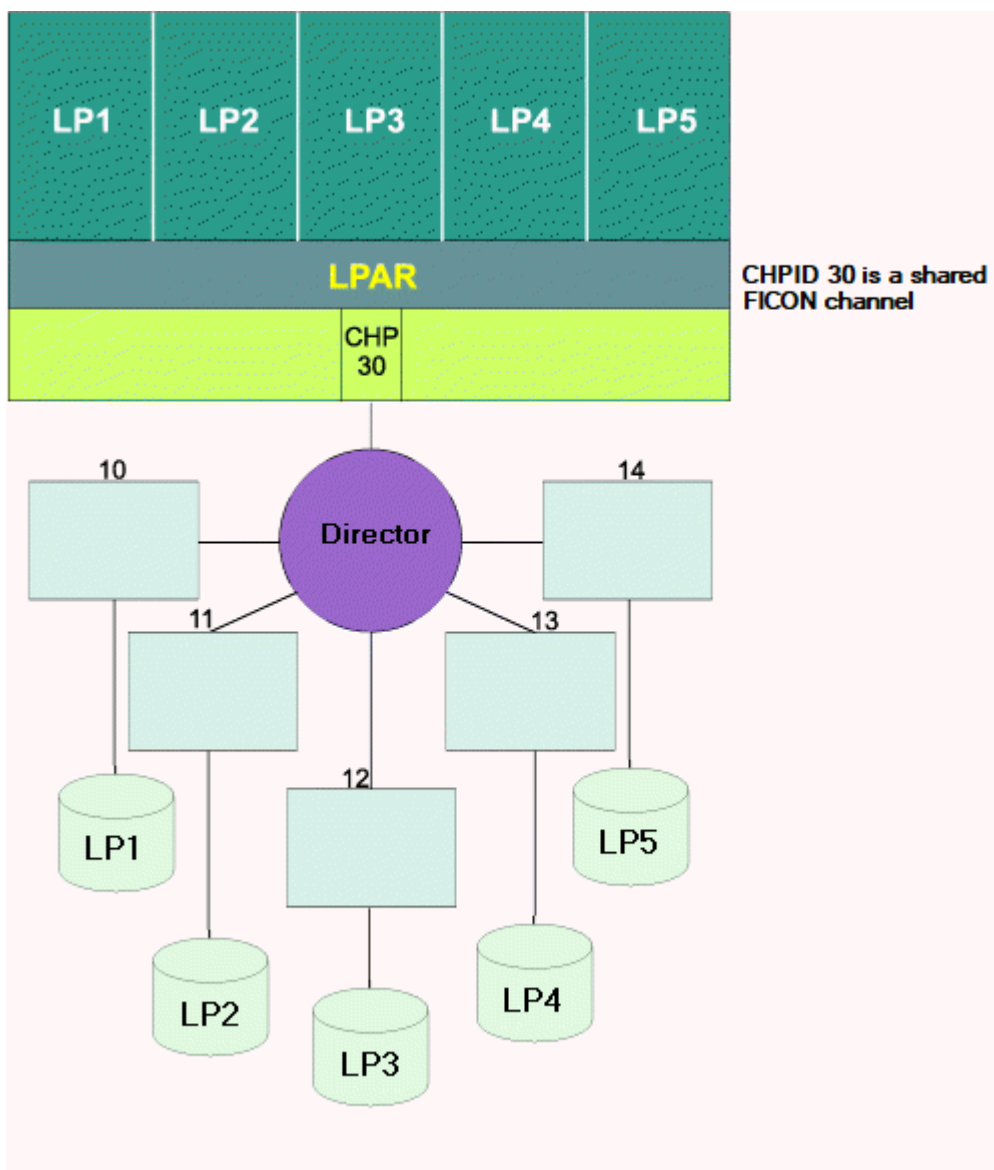 LP1 LP2 LP3 LP4 LP5
LPAR
CHPID 30 is a shared
FICON channel
CHP
30
10
14
Director
11
13
12
LP1
LP5
LP2
LP4
LP3